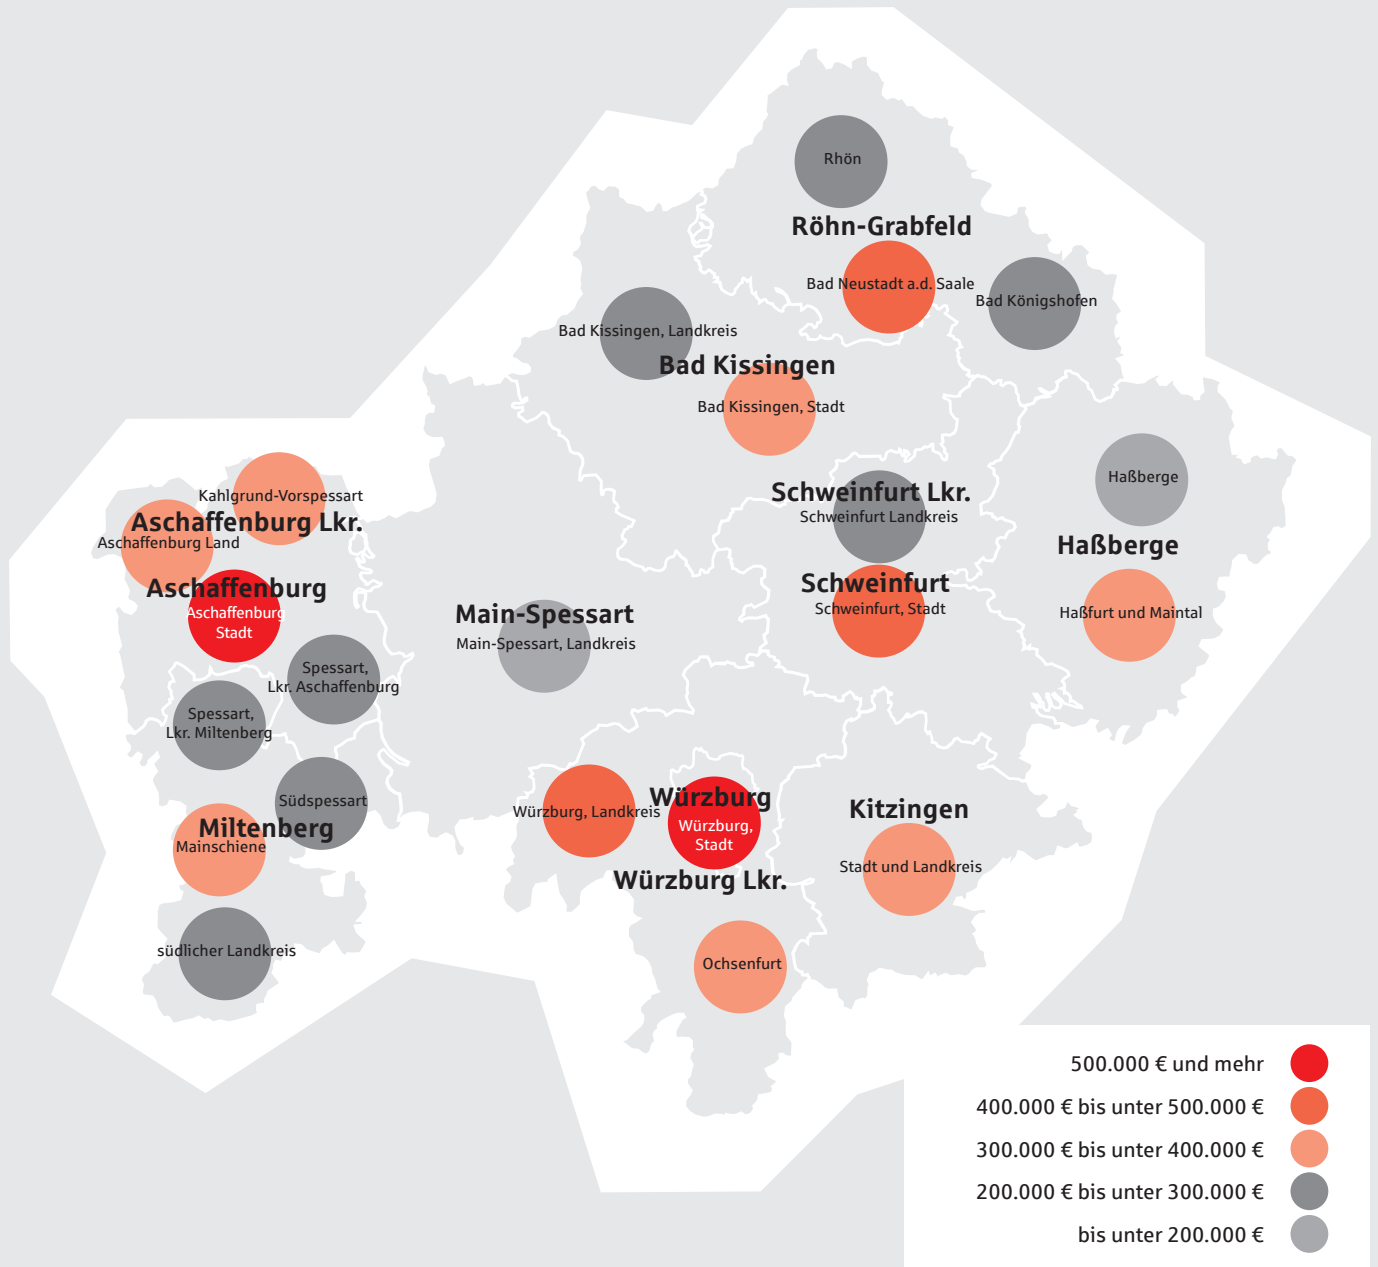 Rhön
Röhn-Grabfeld
Bad Neustadt a.d. Saale
Bad Königshofen
Bad Kissingen, Landkreis
Bad Kissingen
Bad Kissingen, Stadt
Haßberge
Schweinfurt Lkr.
Schweinfurt Landkreis
Kahlgrund-Vorspessart
Aschaffenburg Lkr.
Aschaffenburg Land
Haßberge
Aschaffenburg
Aschaffenburg
Stadt
Schweinfurt
Schweinfurt, Stadt
Haßfurt und Maintal
Main-Spessart
Main-Spessart, Landkreis
Spessart,
Lkr. Aschaffenburg
Spessart,
Lkr. Miltenberg
Südspessart
Miltenberg
Mainschiene
Würzburg, Landkreis
Würzburg
Würzburg,
Stadt
Würzburg Lkr.
Kitzingen
Stadt und Landkreis
südlicher Landkreis
Ochsenfurt
500.000 € und mehr
400.000 € bis unter 500.000 €
300.000 € bis unter 400.000 €
200.000 € bis unter 300.000 €
bis unter 200.000 €